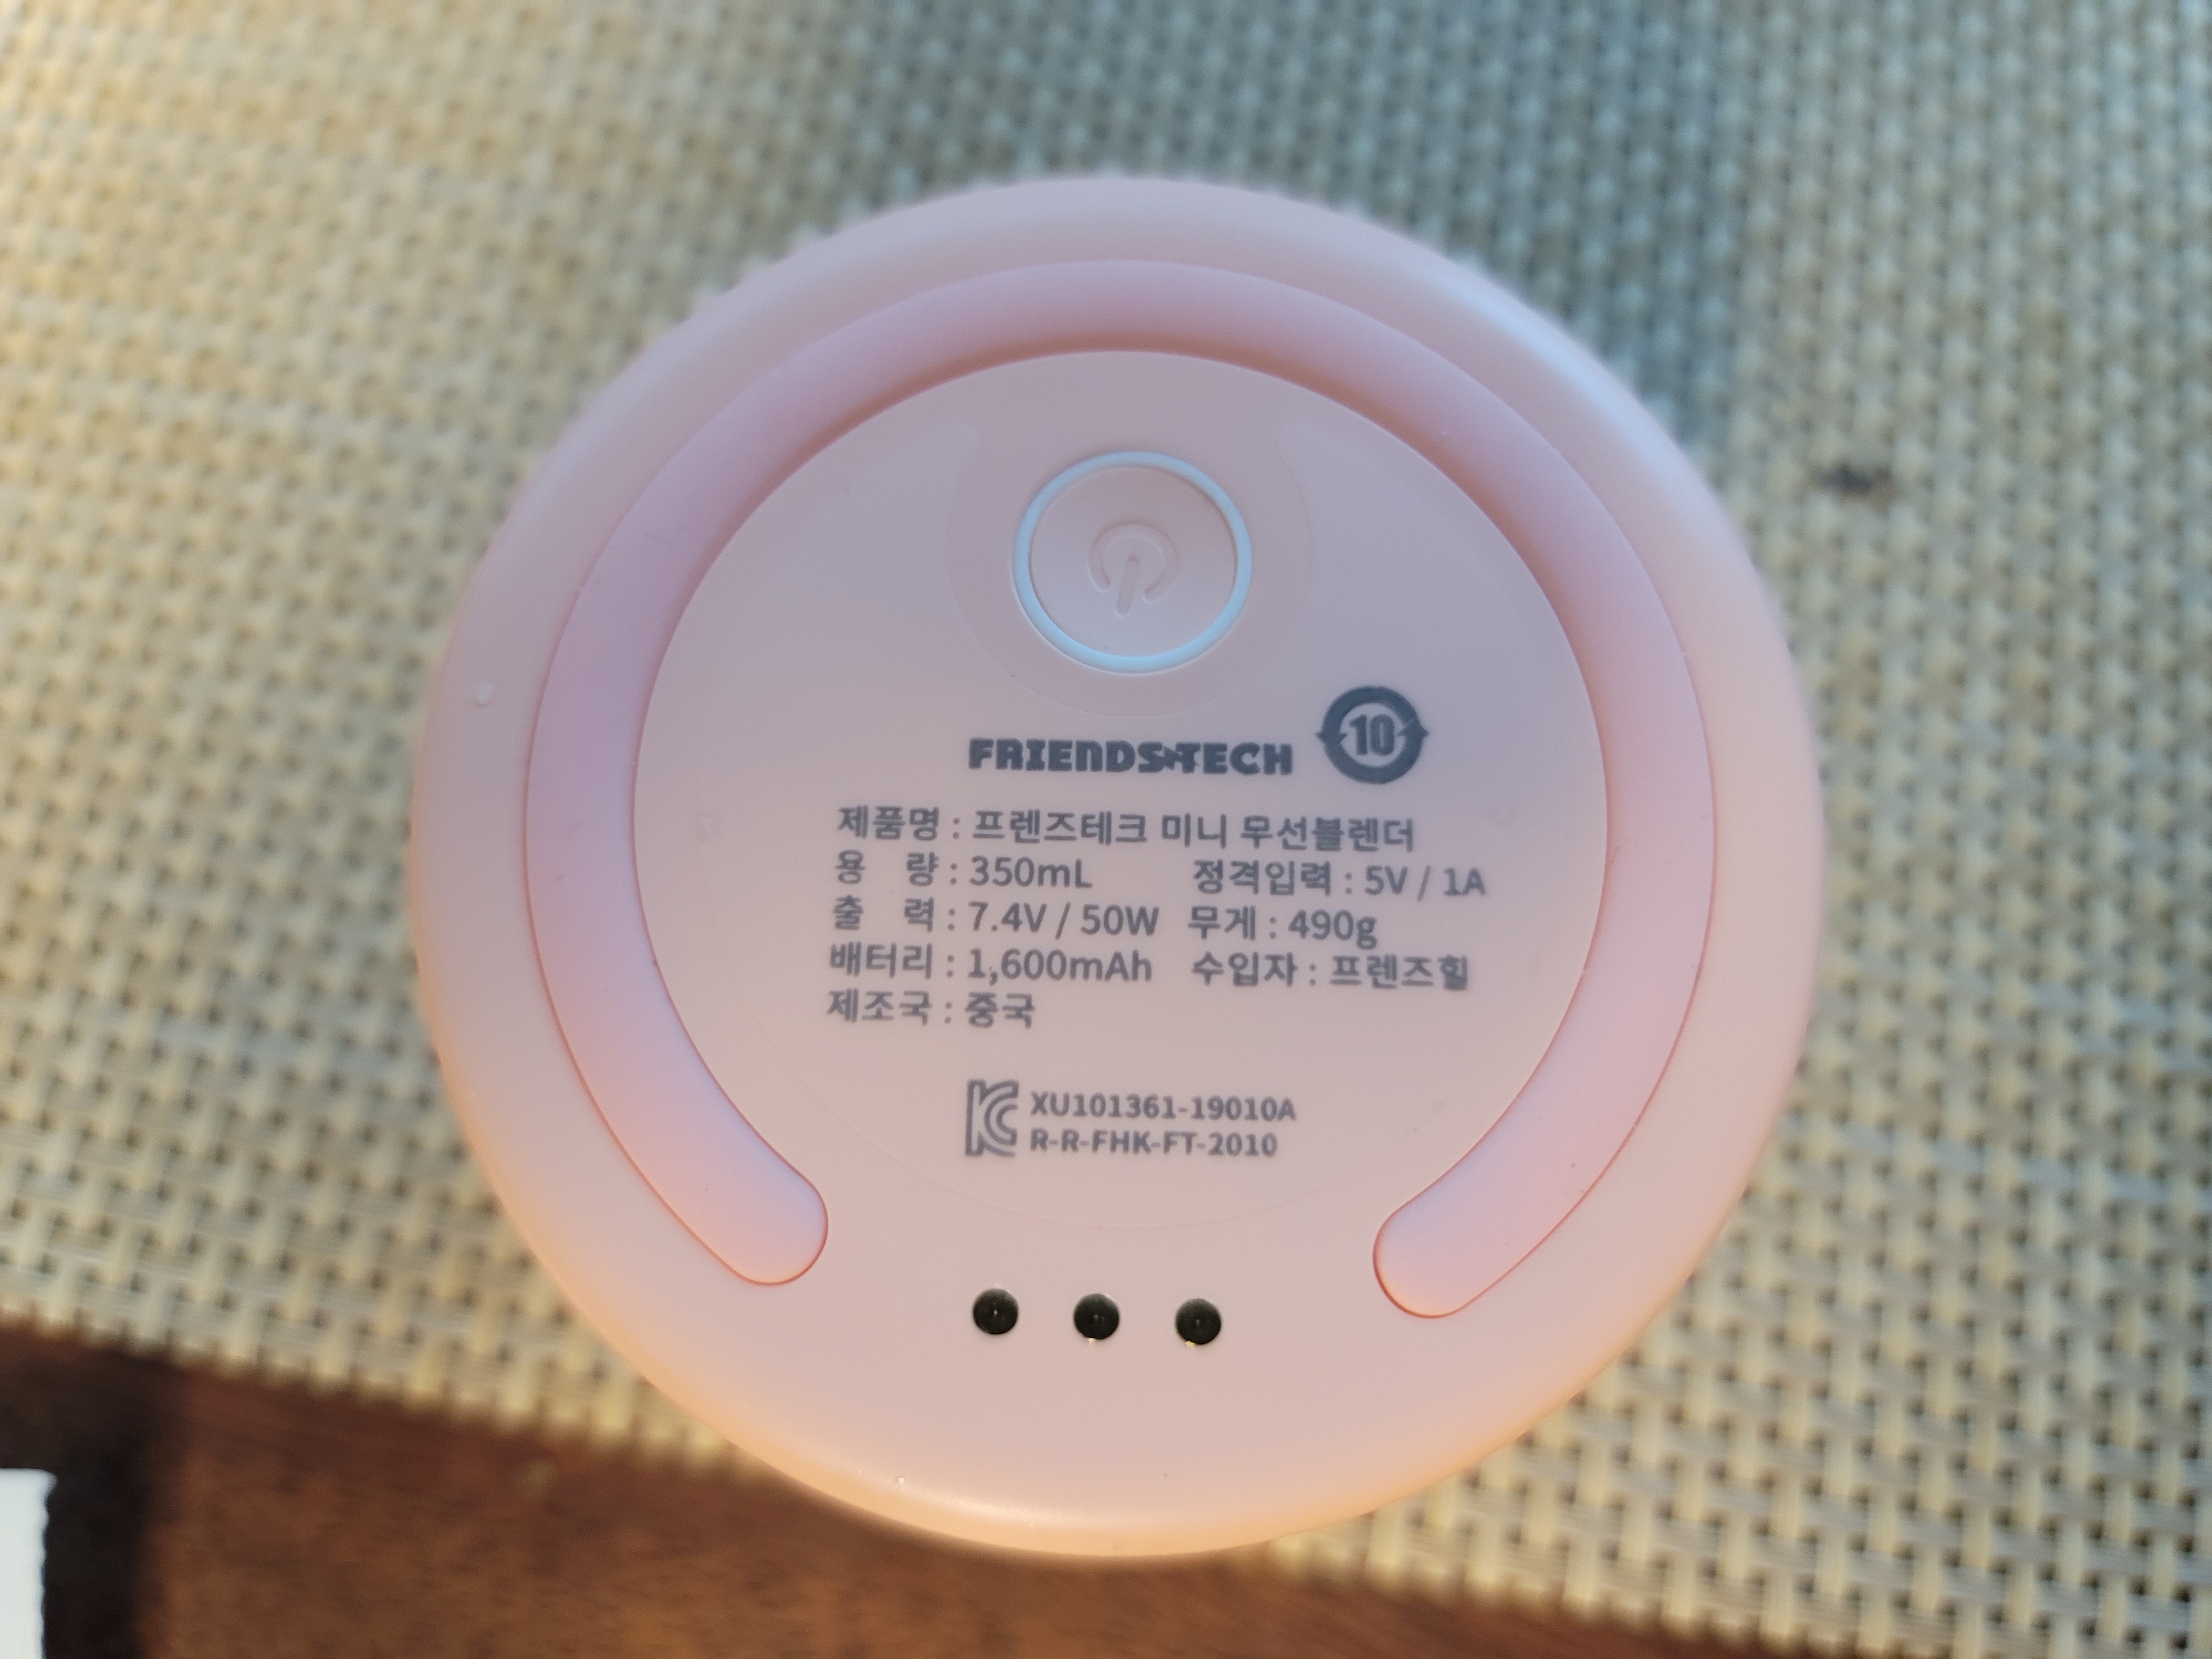 FRIENDS TECH
10
제품명 : 프렌즈테크 미니 무선블렌더
용 량 : 350mL 정격입력 : 5V / 1A
출 력 : 7.4V / 50W 무게 : 490g
배터리 : 1,600mAh 수입자 : 프렌즈힐
제조국 : 중국
KC XU101361-19010A
R-R-FHK-FT-2010